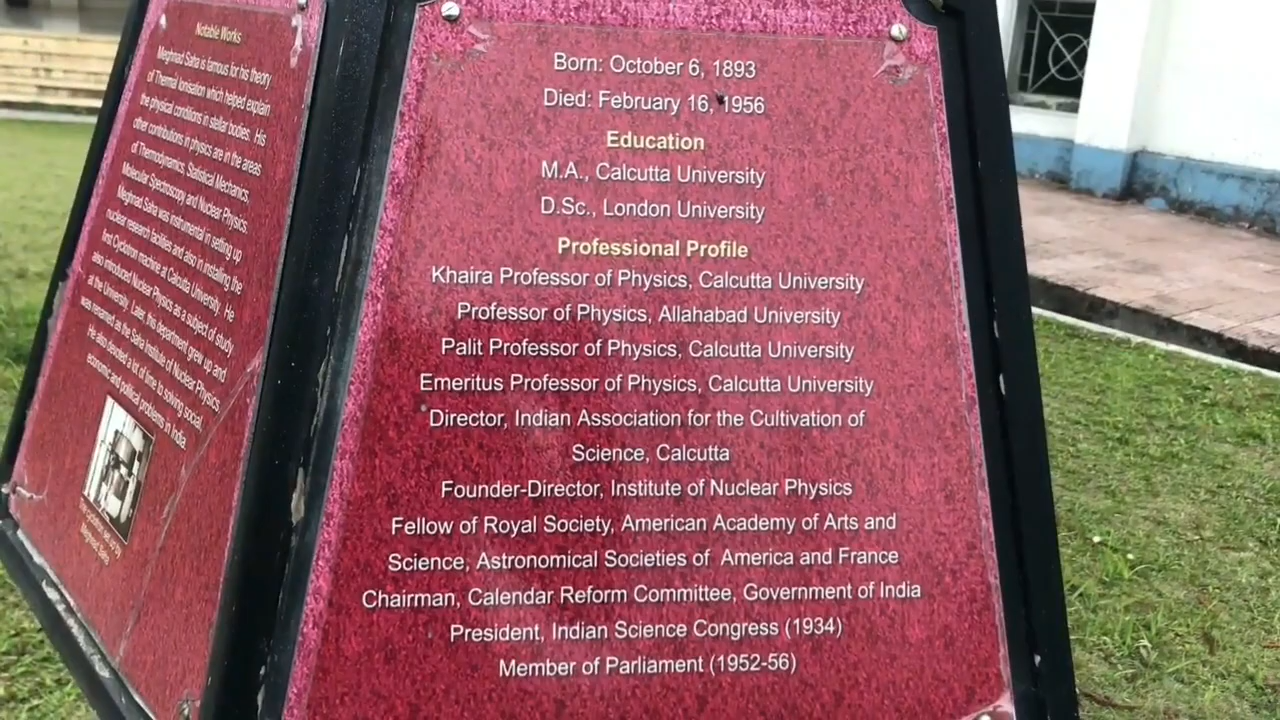 Notable Works
Meghnad Saha is famous for his theory
of Thermal Ionisation which helped explain
the physical conditions in stellar bodies. His
other contributions in physics are in the areas
of Thermodynamics, Statistical Mechanics,
Molecular Spectroscopy and Nuclear Physics.
Meghnad Saha was instrumental in setting up
nuclear research facilities and also in installing the
first Cyclotron machine at Calcutta University. He
also introduced Nuclear Physics as a subject of study
at the University. Later, this department grew up and
was renamed as the Saha Institute of Nuclear Physics.
He also devoted a lot of time to solving social,
economic and political problems in India.
Meghnad Saha
Born: October 6, 1893
Died: February 16, 1956
Education
M.A., Calcutta University
D.Sc., London University
Professional Profile
Khaira Professor of Physics, Calcutta University
Professor of Physics, Allahabad University
Palit Professor of Physics, Calcutta University
Emeritus Professor of Physics, Calcutta University
Director, Indian Association for the Cultivation of
Science, Calcutta
Founder-Director, Institute of Nuclear Physics
Fellow of Royal Society, American Academy of Arts and
Science, Astronomical Societies of America and France
Chairman, Calendar Reform Committee, Government of India
President, Indian Science Congress (1934)
Member of Parliament (1952-56)